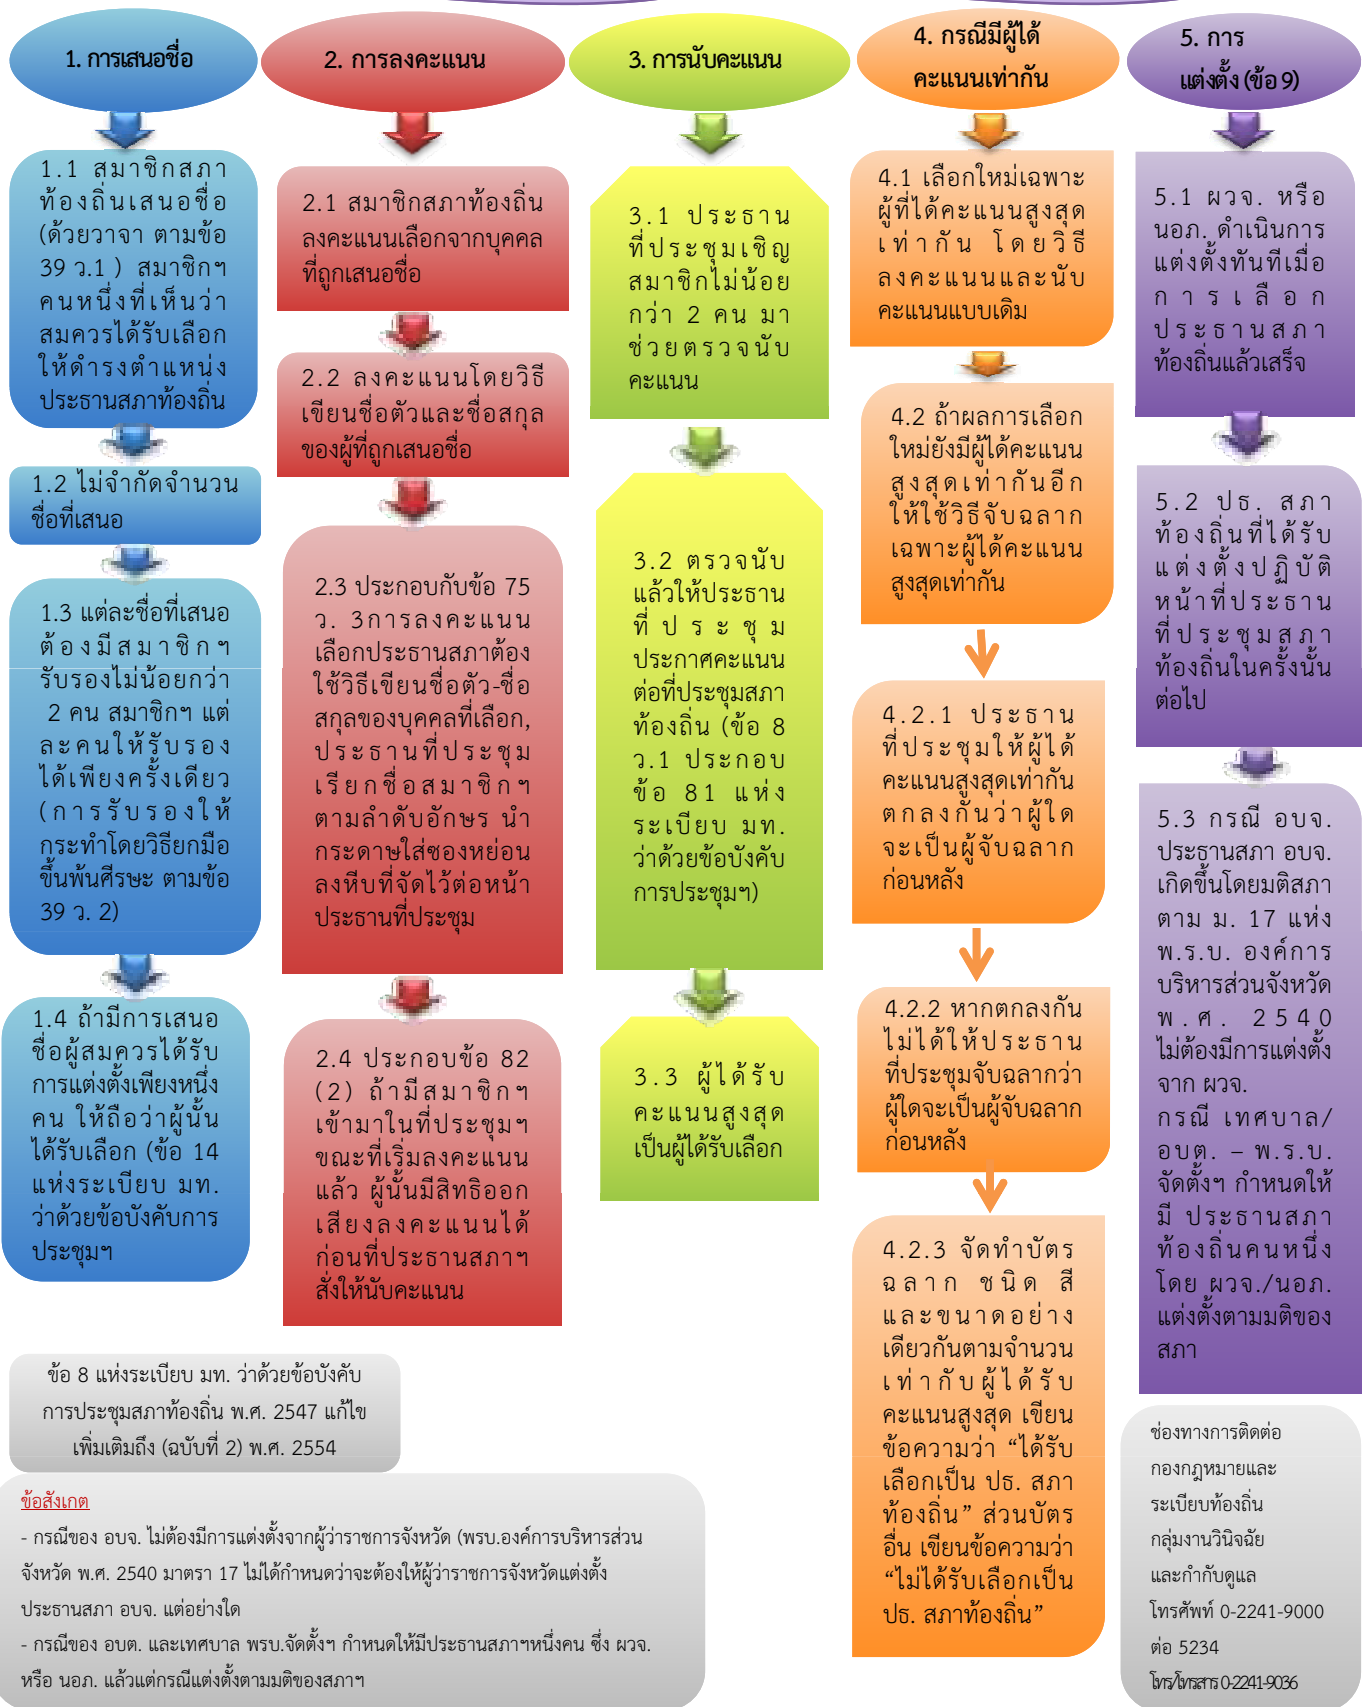 1. การเสนอชื่อ
1.1 สมาชิกสภา
ท้องถิ่นเสนอชื่อ
(ด้วยวาจา ตามข้อ
39 ว.1 ) สมาชิกฯ
คนหนึ่งที่เห็นว่า
สมควรได้รับเลือก
ให้ดำรงตำแหน่ง
ประธานสภาท้องถิ่น
1.2 ไม่จำกัดจำนวน
ชื่อที่เสนอ
1.3 แต่ละชื่อที่เสนอ
ต้องมีสมาชิกฯ
รับรองไม่น้อยกว่า
2 คน สมาชิกฯ แต่
ละคนให้รับรอง
ได้เพียงครั้งเดียว
(การรับรองให้
กระทำโดยวิธียกมือ
ขึ้นพ้นศีรษะ ตามข้อ
39 ว. 2)
1.4 ถ้ามีการเสนอ
ชื่อผู้สมควรได้รับ
การแต่งตั้งเพียงหนึ่ง
คน ให้ถือว่าผู้นั้น
ได้รับเลือก (ข้อ 14
แห่งระเบียบ มท.
ว่าด้วยข้อบังคับการ
ประชุมฯ
2. การลงคะแนน
2.1 สมาชิกสภาท้องถิ่น
ลงคะแนนเลือกจากบุคคล
ที่ถูกเสนอชื่อ
2.2 ลงคะแนนโดยวิธี
เขียนชื่อตัวและชื่อสกุล
ของผู้ที่ถูกเสนอชื่อ
2.3 ประกอบกับข้อ 75
ว. 3การลงคะแนน
เลือกประธานสภาต้อง
ใช้วิธีเขียนชื่อตัว-ชื่อ
สกุลของบุคคลที่เลือก,
ประธานที่ประชุม
เรียกชื่อสมาชิกฯ
ตามลำดับอักษร นำ
กระดาษใส่ซองหย่อน
ลงหีบที่จัดไว้ต่อหน้า
ประธานที่ประชุม
2.4 ประกอบข้อ 82
(2) ถ้ามีสมาชิกฯ
เข้ามาในที่ประชุมฯ
ขณะที่เริ่มลงคะแนน
แล้ว ผู้นั้นมีสิทธิออก
เสียงลงคะแนนได้
ก่อนที่ประธานสภาฯ
สั่งให้นับคะแนน
3. การนับคะแนน
3.1 ประธาน
ที่ประชุมเชิญ
สมาชิกไม่น้อย
กว่า 2 คน มา
ช่วยตรวจนับ
คะแนน
3.2 ตรวจนับ
แล้วให้ประธาน
ที่ประชุม
ประกาศคะแนน
ต่อที่ประชุมสภา
ท้องถิ่น (ข้อ 8
ว.1 ประกอบ
ข้อ 81 แห่ง
ระเบียบ มท.
ว่าด้วยข้อบังคับ
การประชุมฯ)
3.3 ผู้ได้รับ
คะแนนสูงสุด
เป็นผู้ได้รับเลือก
4. กรณีมีผู้ได้
คะแนนเท่ากัน
4.1 เลือกใหม่เฉพาะ
ผู้ที่ได้คะแนนสูงสุด
เท่ากัน โดยวิธี
ลงคะแนนและนับ
คะแนนแบบเดิม
4.2 ถ้าผลการเลือก
ใหม่ยังมีผู้ได้คะแนน
สูงสุดเท่ากันอีก
ให้ใช้วิธีจับฉลาก
เฉพาะผู้ได้คะแนน
สูงสุดเท่ากัน
4.2.1 ประธาน
ที่ประชุมให้ผู้ได้
คะแนนสูงสุดเท่ากัน
ตกลงกันว่าผู้ใด
จะเป็นผู้จับฉลาก
ก่อนหลัง
4.2.2 หากตกลงกัน
ไม่ได้ให้ประธาน
ที่ประชุมจับฉลากว่า
ผู้ใดจะเป็นผู้จับฉลาก
ก่อนหลัง
4.2.3 จัดทำบัตร
ฉลาก ชนิด สี
และขนาดอย่าง
เดียวกันตามจำนวน
เท่ากับผู้ได้รับ
คะแนนสูงสุด เขียน
ข้อความว่า “ได้รับ
เลือกเป็น ปธ. สภา
ท้องถิ่น” ส่วนบัตร
อื่น เขียนข้อความว่า
“ไม่ได้รับเลือกเป็น
ปธ. สภาท้องถิ่น”
5. การ
แต่งตั้ง (ข้อ 9)
5.1 ผวจ. หรือ
นอภ. ดำเนินการ
แต่งตั้งทันทีเมื่อ
การเลือก
ประธานสภา
ท้องถิ่นแล้วเสร็จ
5.2 ปธ. สภา
ท้องถิ่นที่ได้รับ
แต่งตั้งปฏิบัติ
หน้าที่ประธาน
ที่ประชุมสภา
ท้องถิ่นในครั้งนั้น
ต่อไป
5.3 กรณี อบจ.
ประธานสภา อบจ.
เกิดขึ้นโดยมติสภา
ตาม ม. 17 แห่ง
พ.ร.บ. องค์การ
บริหารส่วนจังหวัด
พ.ศ. 2540
ไม่ต้องมีการแต่งตั้ง
จาก ผวจ.
กรณี เทศบาล/
อบต. – พ.ร.บ.
จัดตั้งฯ กำหนดให้
มี ประธานสภา
ท้องถิ่นคนหนึ่ง
โดย ผวจ./นอภ.
แต่งตั้งตามมติของ
สภา
ข้อ 8 แห่งระเบียบ มท. ว่าด้วยข้อบังคับ
การประชุมสภาท้องถิ่น พ.ศ. 2547 แก้ไข
เพิ่มเติมถึง (ฉบับที่ 2) พ.ศ. 2554
ข้อสังเกต
- กรณีของ อบจ. ไม่ต้องมีการแต่งตั้งจากผู้ว่าราชการจังหวัด (พรบ.องค์การบริหารส่วน
จังหวัด พ.ศ. 2540 มาตรา 17 ไม่ได้กำหนดว่าจะต้องให้ผู้ว่าราชการจังหวัดแต่งตั้ง
ประธานสภา อบจ. แต่อย่างใด
- กรณีของ อบต. และเทศบาล พรบ.จัดตั้งฯ กำหนดให้มีประธานสภาฯหนึ่งคน ซึ่ง ผวจ.
หรือ นอภ. แล้วแต่กรณีแต่งตั้งตามมติของสภาฯ
ช่องทางการติดต่อ
กองกฎหมายและ
ระเบียบท้องถิ่น
กลุ่มงานวินิจฉัย
และกำกับดูแล
โทรศัพท์ 0-2241-9000
ต่อ 5234
โทร/โทรสาร 0-2241-9036